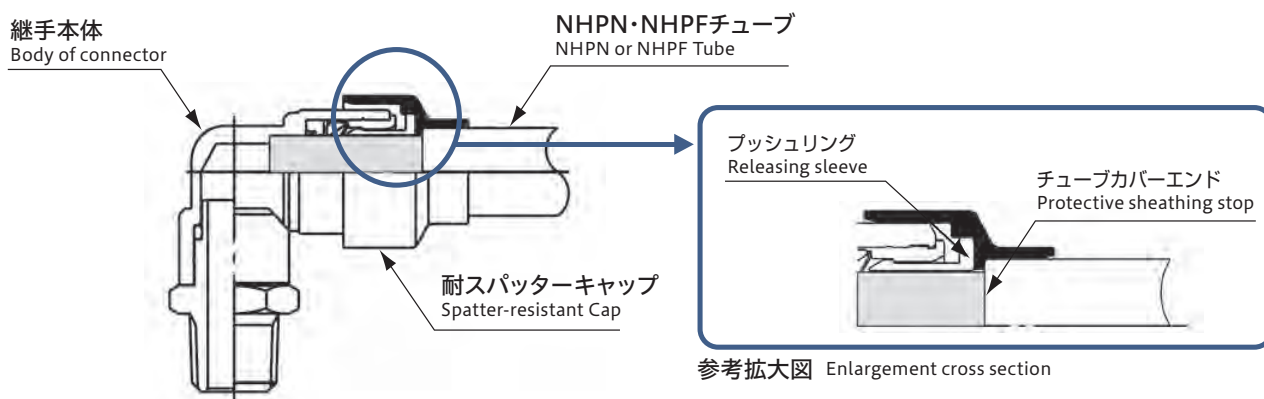 継手本体
Body of connector
NHPN・NHPFチューブ
NHPN or NHPF Tube
プッシュリング
Releasing sleeve
チューブカバーエンド
Protective sheathing stop
耐スパッターキャップ
Spatter-resistant Cap
参考拡大図 Enlargement cross section